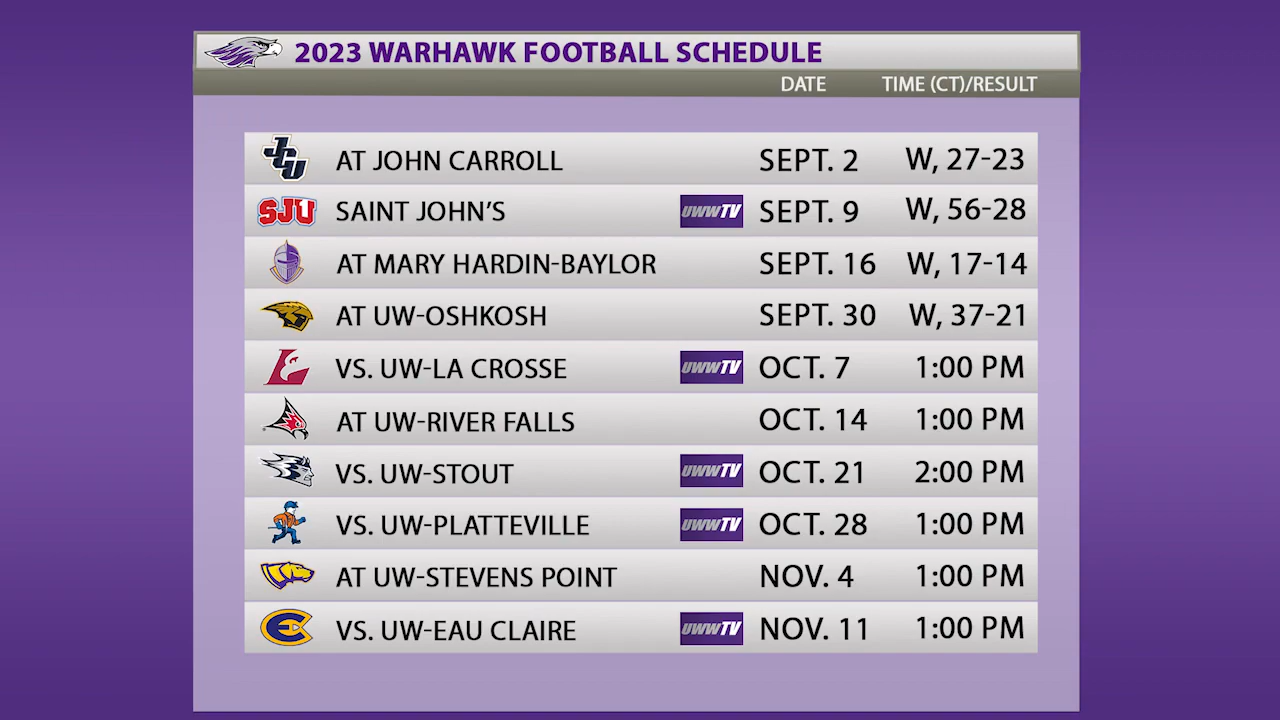 2023 WARHAWK FOOTBALL SCHEDULE
DATE TIME (CT)/RESULT
JCU AT JOHN CARROLL SEPT. 2 W, 27-23
SJU SAINT JOHN'S UWWTV SEPT. 9 W, 56-28
AT MARY HARDIN-BAYLOR SEPT. 16 W, 17-14
AT UW-OSHKOSH SEPT. 30 W, 37-21
L VS. UW-LA CROSSE UWWTV OCT. 7 1:00 PM
AT UW-RIVER FALLS OCT. 14 1:00 PM
VS. UW-STOUT UWWTV OCT. 21 2:00 PM
VS. UW-PLATTEVILLE UWWTV OCT. 28 1:00 PM
AT UW-STEVENS POINT NOV. 4 1:00 PM
EC VS. UW-EAU CLAIRE UWWTV NOV. 11 1:00 PM